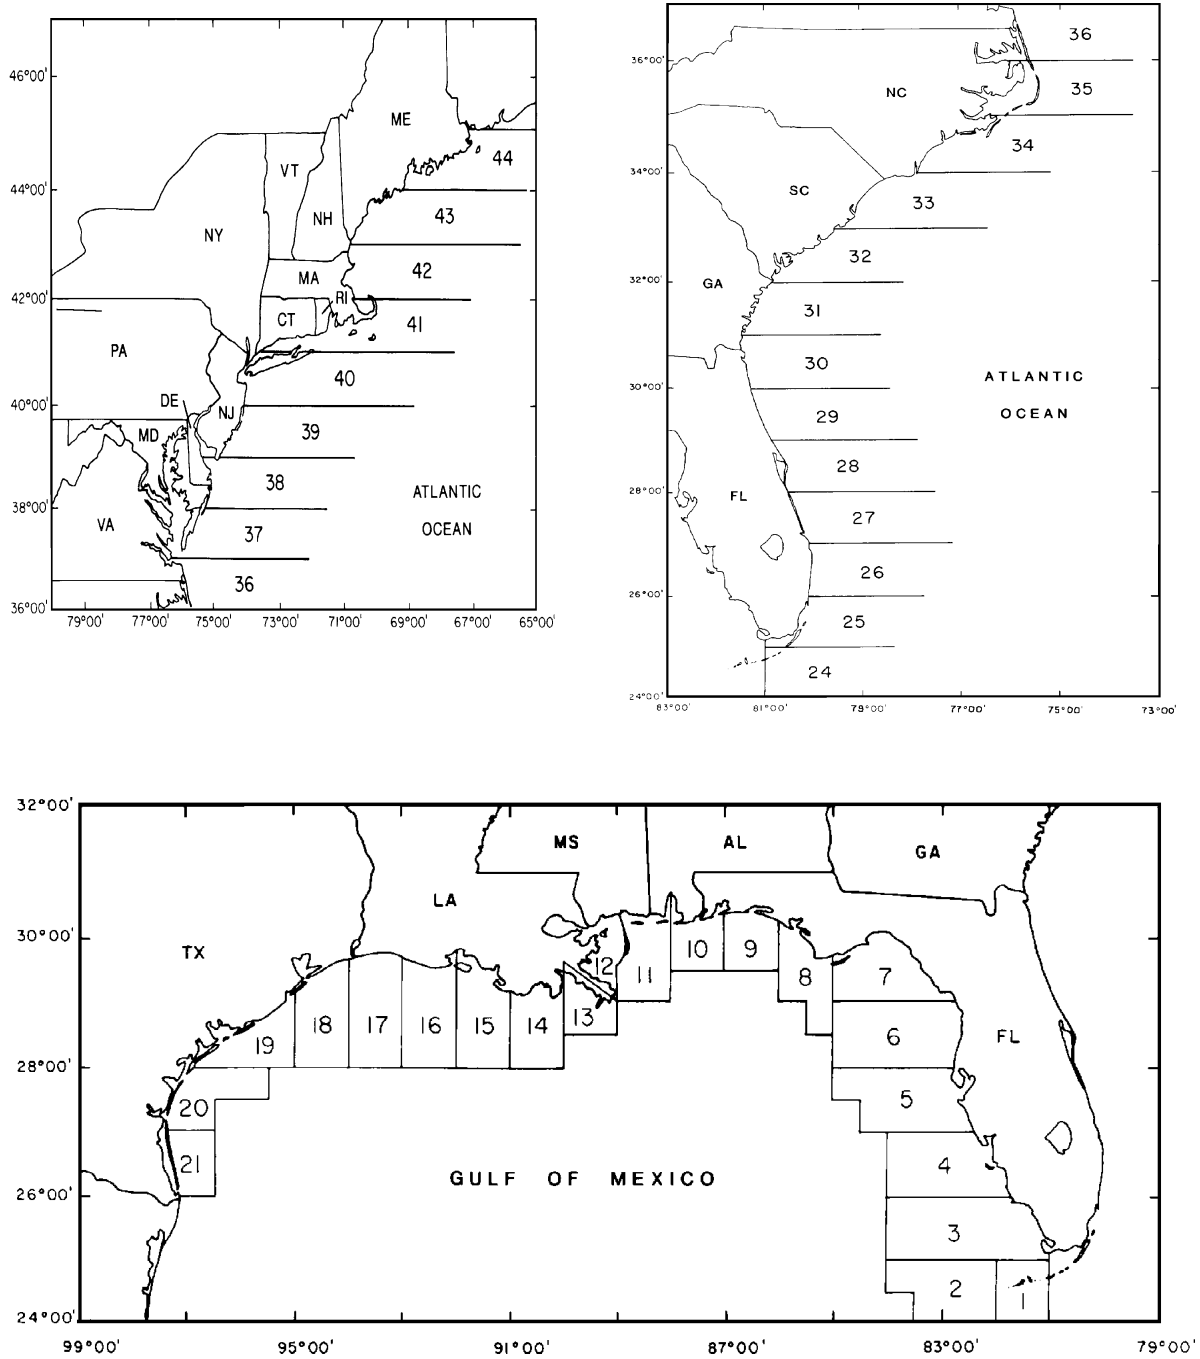 46°00'
ME
44
VT
44°00'
43
NH
NY
42
MA
42°00'
RI
CT
41
PA
40
DE
40°00'
NJ
MD
39
38
ATLANTIC
OCEAN
38°00'
VA
37
36
36°00'
79°00' 77°00' 75°00' 73°00' 71°00' 69°00' 67°00' 65°00'
36
36°00'
NC
35
34
34°00'
SC
33
32
32°00'
GA
31
30
ATLANTIC
OCEAN
30°00'
29
28
28°00'
FL
27
26
26°00'
25
24
24°00'
83°00' 81°00' 79°00' 77°00' 75°00' 73°00'
32°00'
MS AL GA
LA
30°00'
TX
12 11 10 9 8 7
13
19 18 17 16 15 14 6 FL
28°00'
20 5
21 4
GULF OF MEXICO
26°00'
3
2 1
24°00'
99°00' 95°00' 91°00' 87°00' 83°00' 79°00'